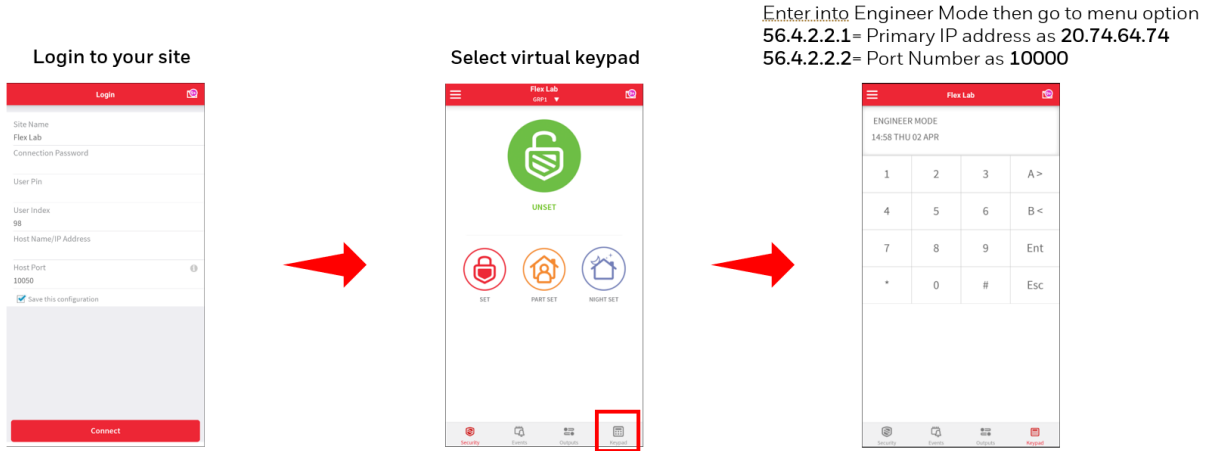 Login to your site
Login
Site Name
Flex Lab
Connection Password
User Pin
User Index
98
Host Name/IP Address
Host Port
10050
Save this configuration
Connect
Select virtual keypad
Flex Lab
GRP1
UNSET
SET PART SET NIGHT SET
Security Events Outputs Keypad
Enter into Engineer Mode then go to menu option
56.4.2.2.1= Primary IP address as 20.74.64.74
56.4.2.2.2= Port Number as 10000
Flex Lab
ENGINEER MODE
14:58 THU 02 APR
1 2 3 A >
4 5 6 B <
7 8 9 Ent
* 0 # Esc
Security Events Outputs Keypad